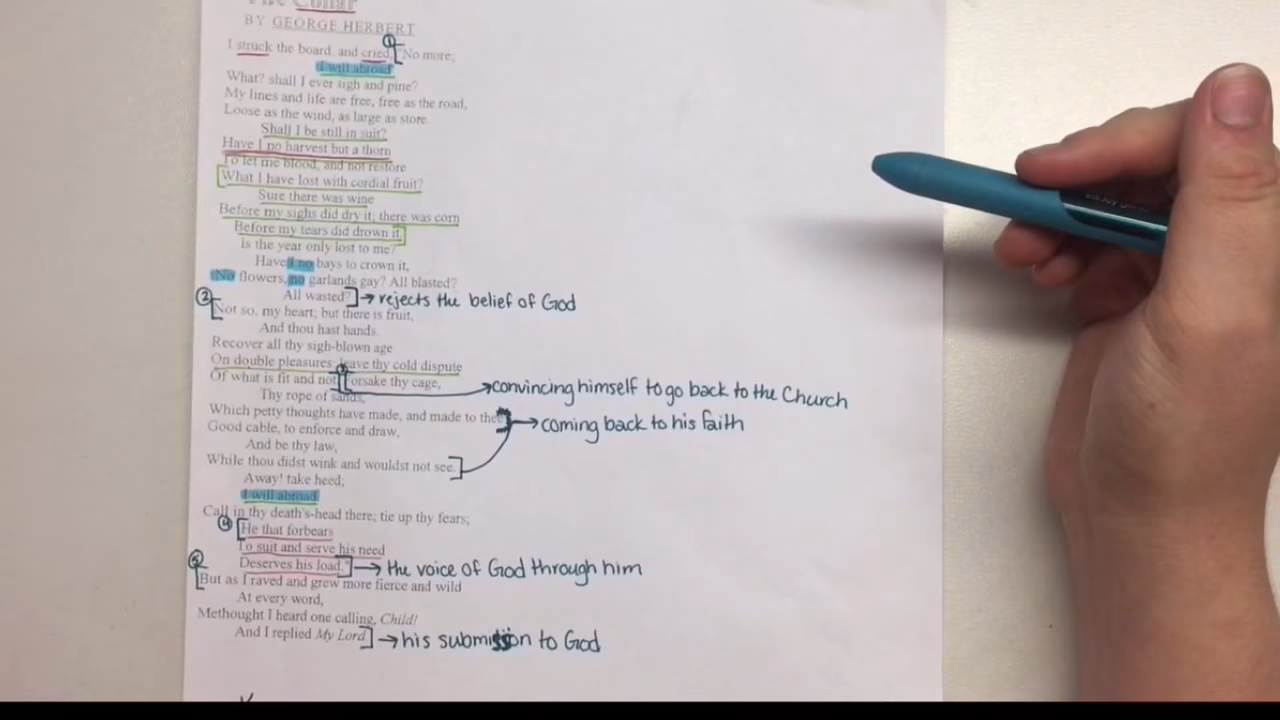 The Collar
BY GEORGE HERBERT
①
I struck the board, and cried, "No more;
I will abroad
What? shall I ever sigh and pine?
My lines and life are free, free as the road,
Loose as the wind, as large as store.
Shall I be still in suit?
Have I no harvest but a thorn
To let me blood, and not restore
What I have lost with cordial fruit?
Sure there was wine
Before my sighs did dry it; there was corn
Before my tears did drown it.
Is the year only lost to me?
Have I no bays to crown it,
No flowers, no garlands gay? All blasted?
All wasted? → rejects the belief of God
②
Not so, my heart; but there is fruit,
And thou hast hands.
Recover all thy sigh-blown age
On double pleasures: leave thy cold dispute
Of what is fit and not. Forsake thy cage,
→ convincing himself to go back to the Church
Thy rope of sands,
Which petty thoughts have made, and made to thee
→ coming back to his faith
Good cable, to enforce and draw,
And be thy law,
While thou didst wink and wouldst not see.
Away! take heed;
I will abroad
Call in thy death's-head there; tie up thy fears;
④
He that forbears
To suit and serve his need
Deserves his load." → the voice of God through him
⑤
But as I raved and grew more fierce and wild
At every word,
Methought I heard one calling, Child!
And I replied My Lord → his submission to God